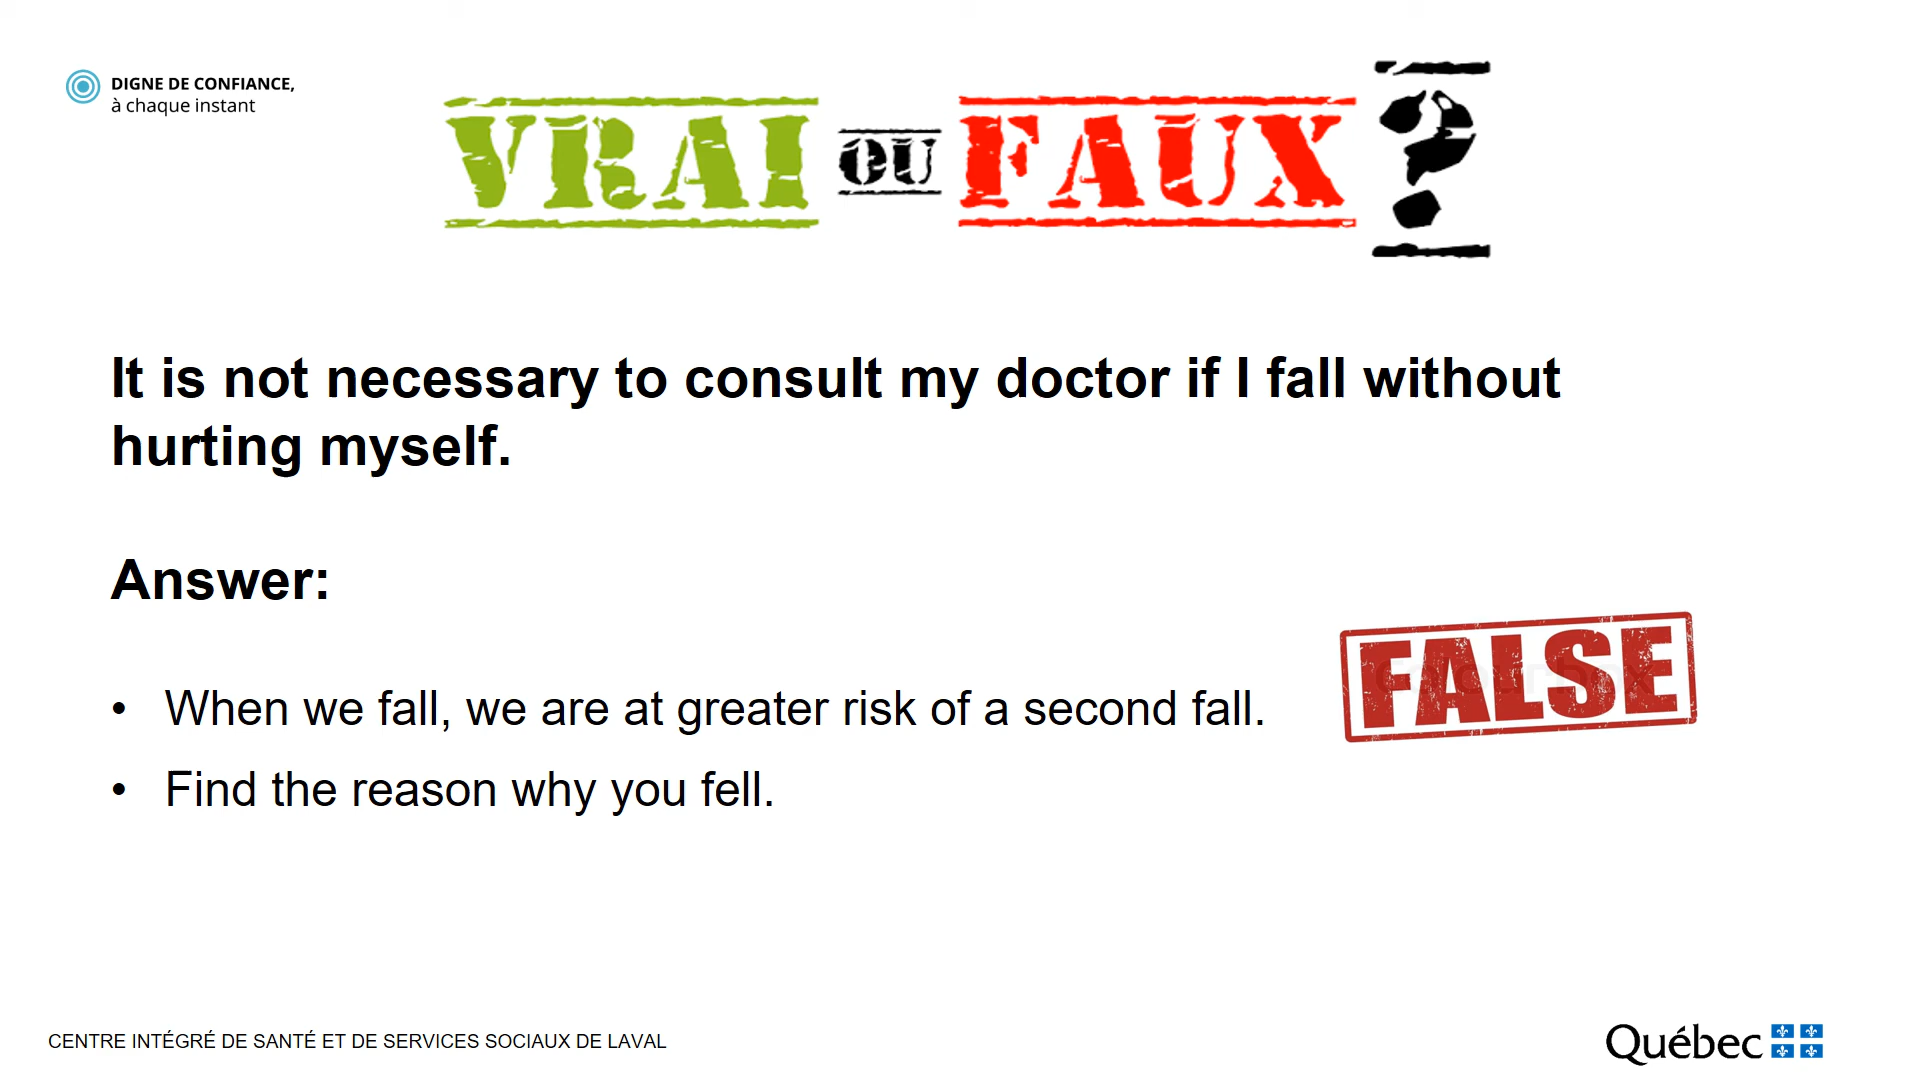 DIGNE DE CONFIANCE,
à chaque instant
VRAI OU FAUX ?
It is not necessary to consult my doctor if I fall without
hurting myself.
Answer:
• When we fall, we are at greater risk of a second fall.
FALSE
• Find the reason why you fell.
CENTRE INTÉGRÉ DE SANTÉ ET DE SERVICES SOCIAUX DE LAVAL
Québec